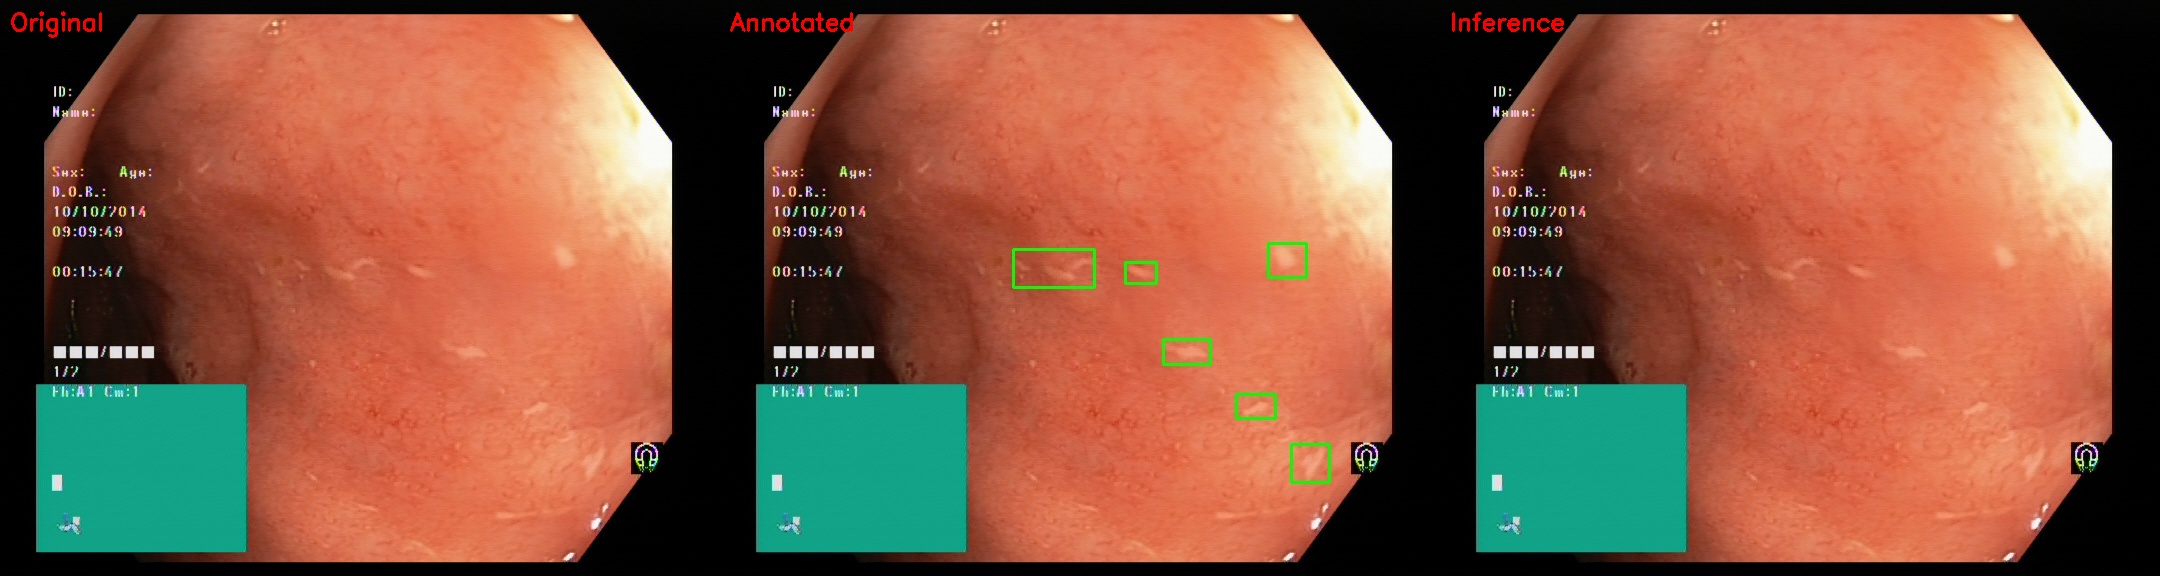 Original
Annotated
Inference
ID:
Name:
Sex: Age:
D.O.B.:
10/10/2014
09:09:49
00:15:47
1/2
Eh:A1 Cm:1
ID:
Name:
Sex: Age:
D.O.B.:
10/10/2014
09:09:49
00:15:47
1/2
Eh:A1 Cm:1
ID:
Name:
Sex: Age:
D.O.B.:
10/10/2014
09:09:49
00:15:47
1/2
Eh:A1 Cm:1